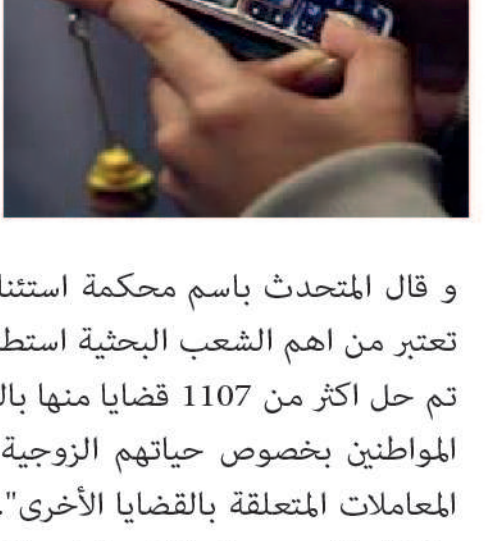 و قال المتحدث باسم محكمة
تعتبر من اهم الشعب البحثية
تم حل اكثر من 1107 قضايا منها
المواطنين بخصوص حياتهم الزوجية
المعاملات المتعلقة بالقضايا الأخرى".